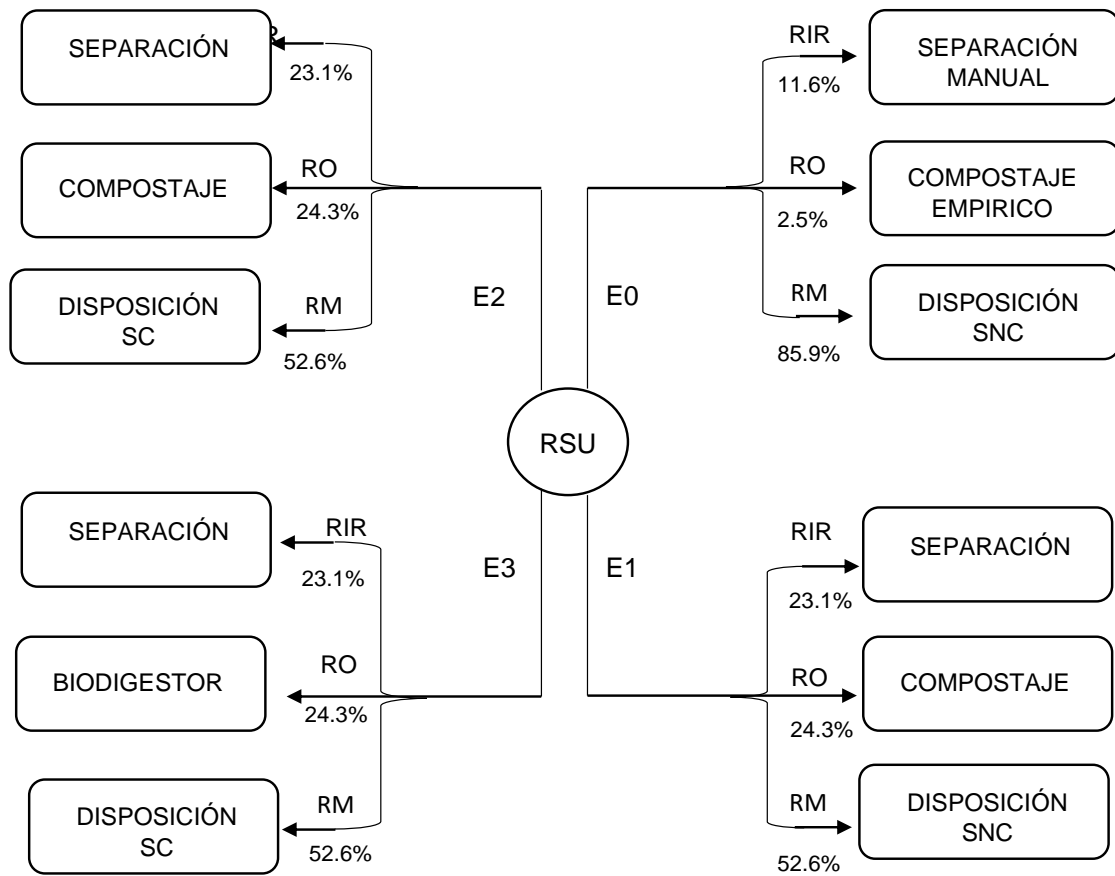 SEPARACIÓN
23.1%
COMPOSTAJE
RO
24.3%
DISPOSICIÓN
SC
RM
52.6%
E2
RIR
11.6%
SEPARACIÓN
MANUAL
RO
2.5%
COMPOSTAJE
EMPIRICO
RM
85.9%
DISPOSICIÓN
SNC
E0
RSU
SEPARACIÓN
RIR
23.1%
BIODIGESTOR
RO
24.3%
DISPOSICIÓN
SC
RM
52.6%
E3
E1
RIR
23.1%
SEPARACIÓN
RO
24.3%
COMPOSTAJE
RM
52.6%
DISPOSICIÓN
SNC